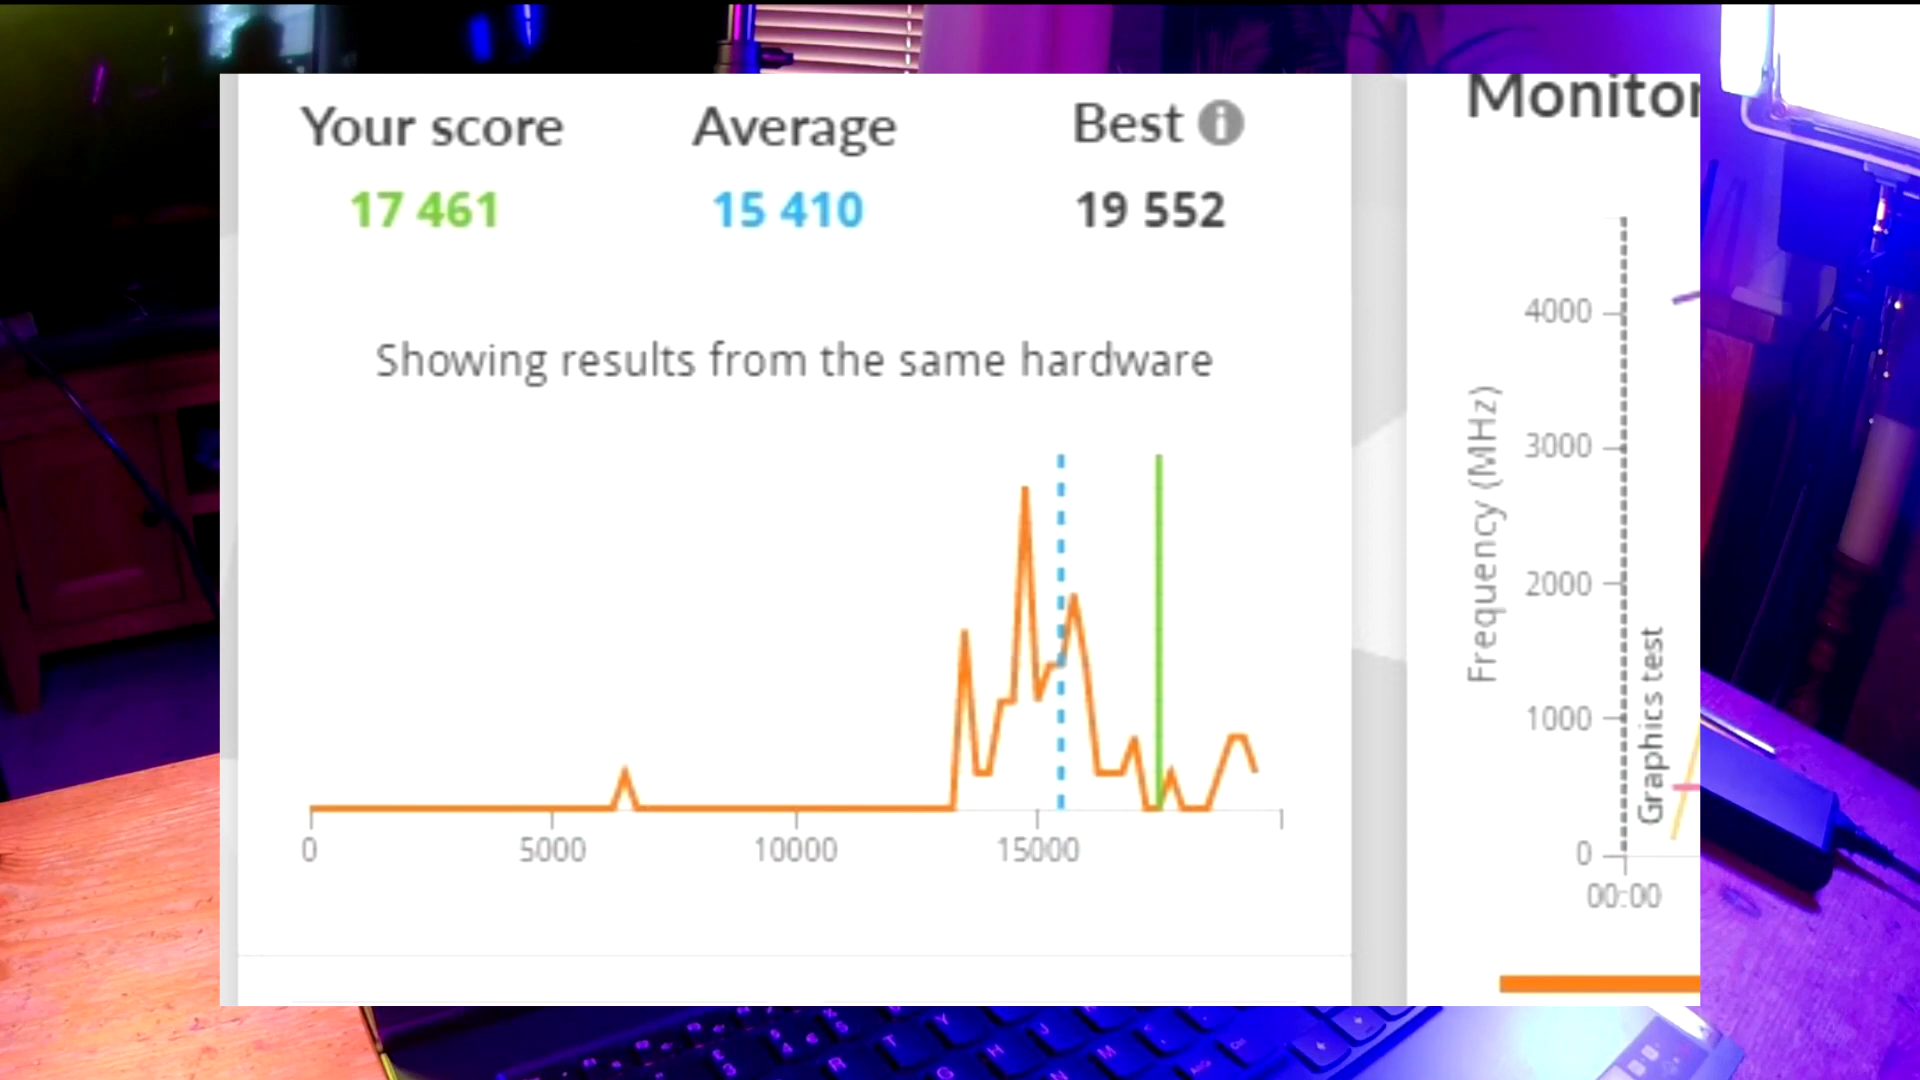 Your score Average Best i
17 461 15 410 19 552
Showing results from the same hardware
0 5000 10000 15000
Monitor
Frequency (MHz)
4000
3000
2000
1000
0
00:00
Graphics test
Y
T
R
J
H
G
M
N